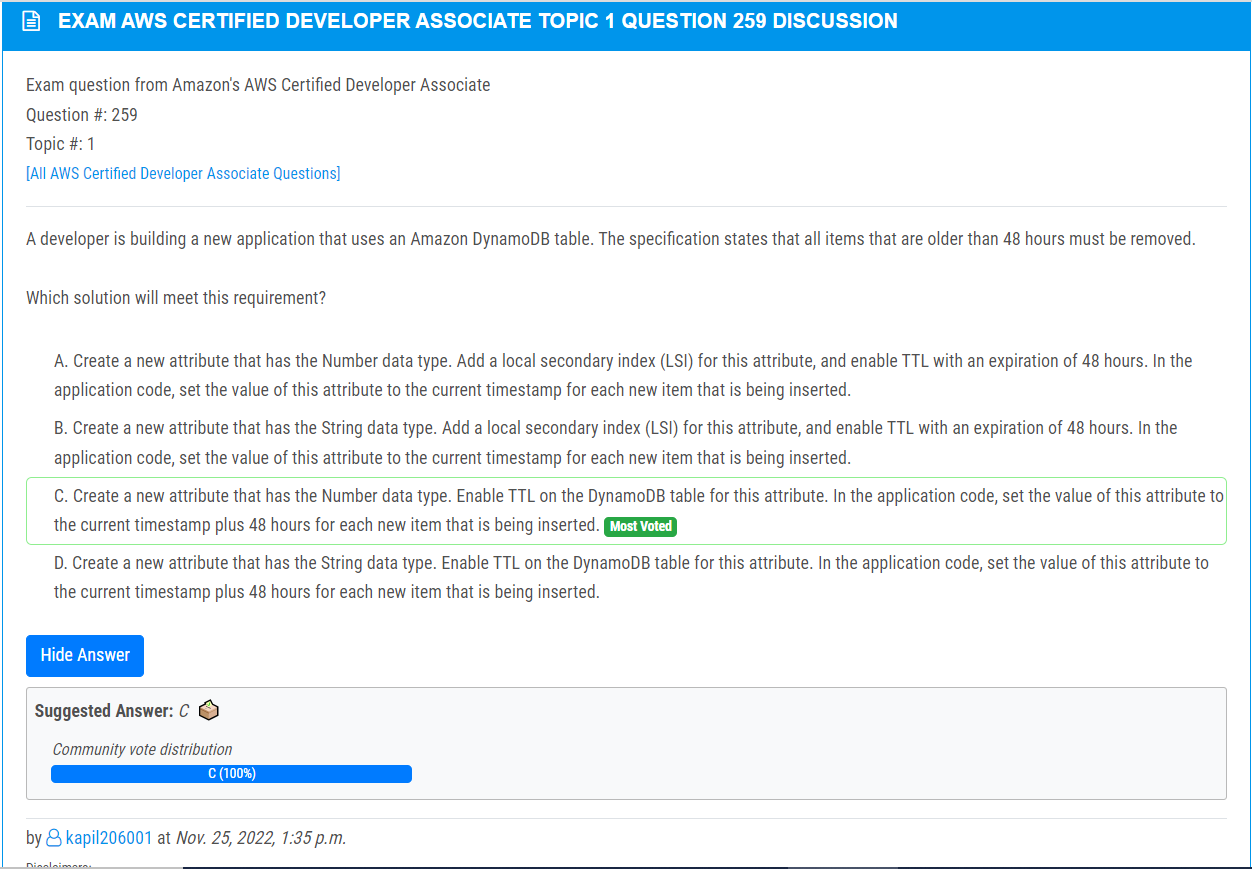 EXAM AWS CERTIFIED DEVELOPER ASSOCIATE TOPIC 1 QUESTION 259 DISCUSSION
Exam question from Amazon's AWS Certified Developer Associate
Question #: 259
Topic #: 1
[All AWS Certified Developer Associate Questions]
A developer is building a new application that uses an Amazon DynamoDB table. The specification states that all items that are older than 48 hours must be removed.
Which solution will meet this requirement?
A. Create a new attribute that has the Number data type. Add a local secondary index (LSI) for this attribute, and enable TTL with an expiration of 48 hours. In the
application code, set the value of this attribute to the current timestamp for each new item that is being inserted.
B. Create a new attribute that has the String data type. Add a local secondary index (LSI) for this attribute, and enable TTL with an expiration of 48 hours. In the
application code, set the value of this attribute to the current timestamp for each new item that is being inserted.
C. Create a new attribute that has the Number data type. Enable TTL on the DynamoDB table for this attribute. In the application code, set the value of this attribute to
the current timestamp plus 48 hours for each new item that is being inserted. Most Voted
D. Create a new attribute that has the String data type. Enable TTL on the DynamoDB table for this attribute. In the application code, set the value of this attribute to
the current timestamp plus 48 hours for each new item that is being inserted.
Hide Answer
Suggested Answer: C
Community vote distribution
C (100%)
by kapil206001 at Nov. 25, 2022, 1:35 p.m.
Disclaimers: